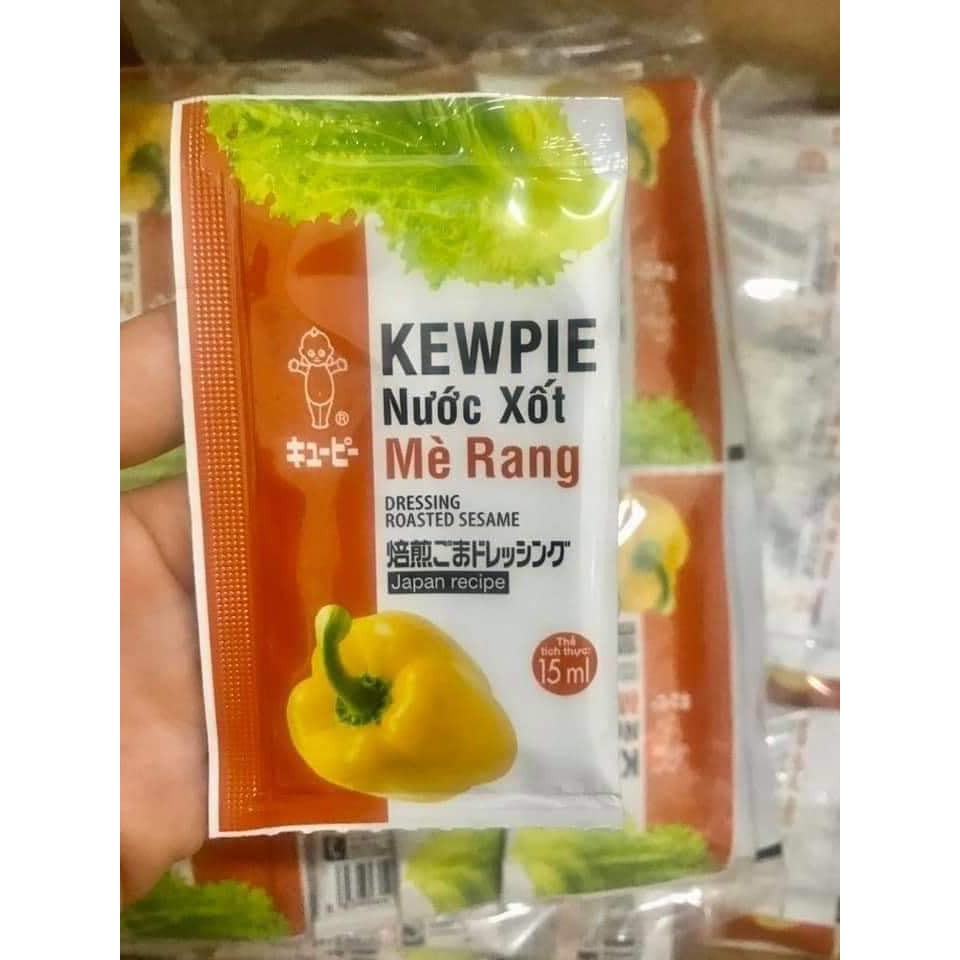 KEWPIE
Nước Xốt
Mè Rang
®
キユーピー
DRESSING
ROASTED SESAME
焙煎ごまドレッシング
Japan recipe
Thể
tích thực:
15 ml